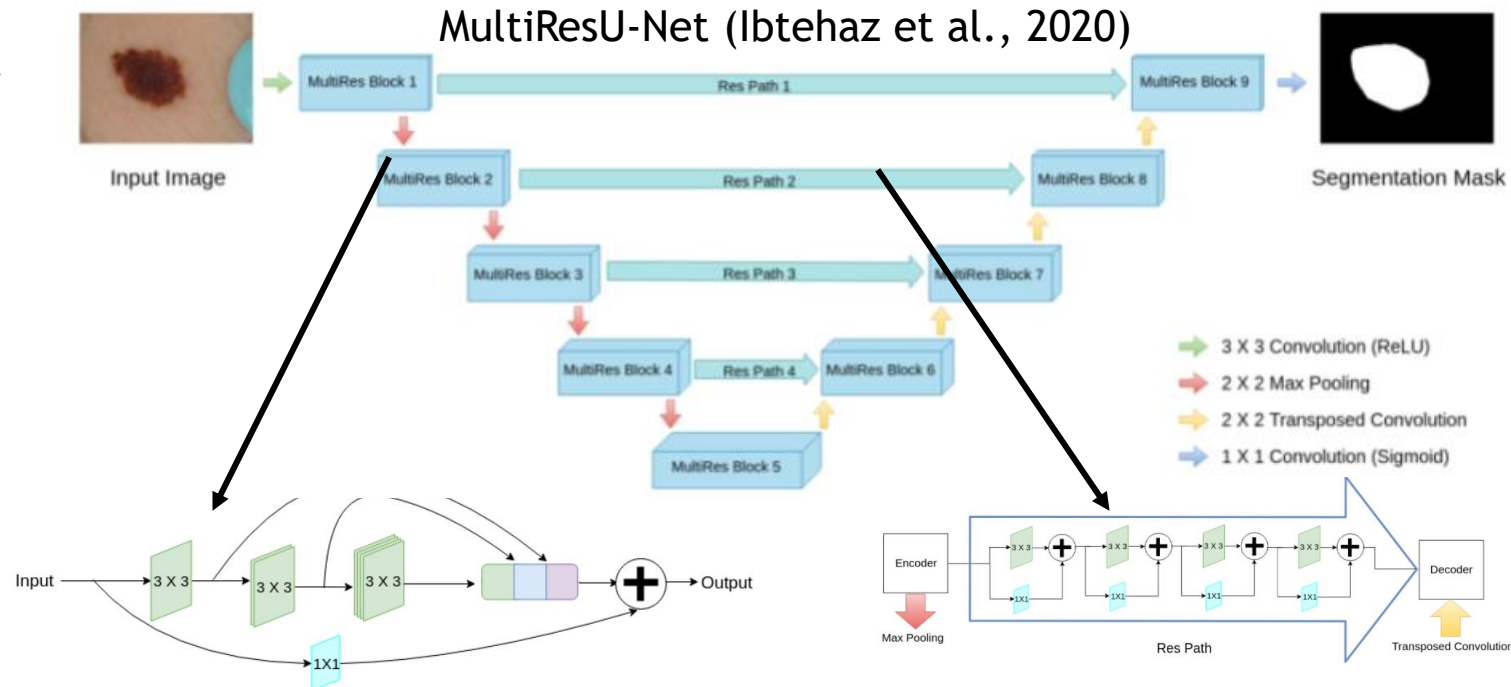 MultiResU-Net (Ibtehaz et al., 2020)
MultiRes Block 1
Res Path 1
MultiRes Block 9
Input Image
MultiRes Block 2
Res Path 2
MultiRes Block 8
Segmentation Mask
MultiRes Block 3
Res Path 3
MultiRes Block 7
MultiRes Block 4
Res Path 4
MultiRes Block 6
MultiRes Block 5
3 X 3 Convolution (ReLU)
2 X 2 Max Pooling
2 X 2 Transposed Convolution
1 X 1 Convolution (Sigmoid)
Input
3 X 3
3 X 3
3 X 3
+
Output
1X1
Encoder
3 X 3
+
3 X 3
+
3 X 3
+
3 X 3
+
Decoder
1X1
1X1
1X1
1X1
Max Pooling
Res Path
Transposed Convolution